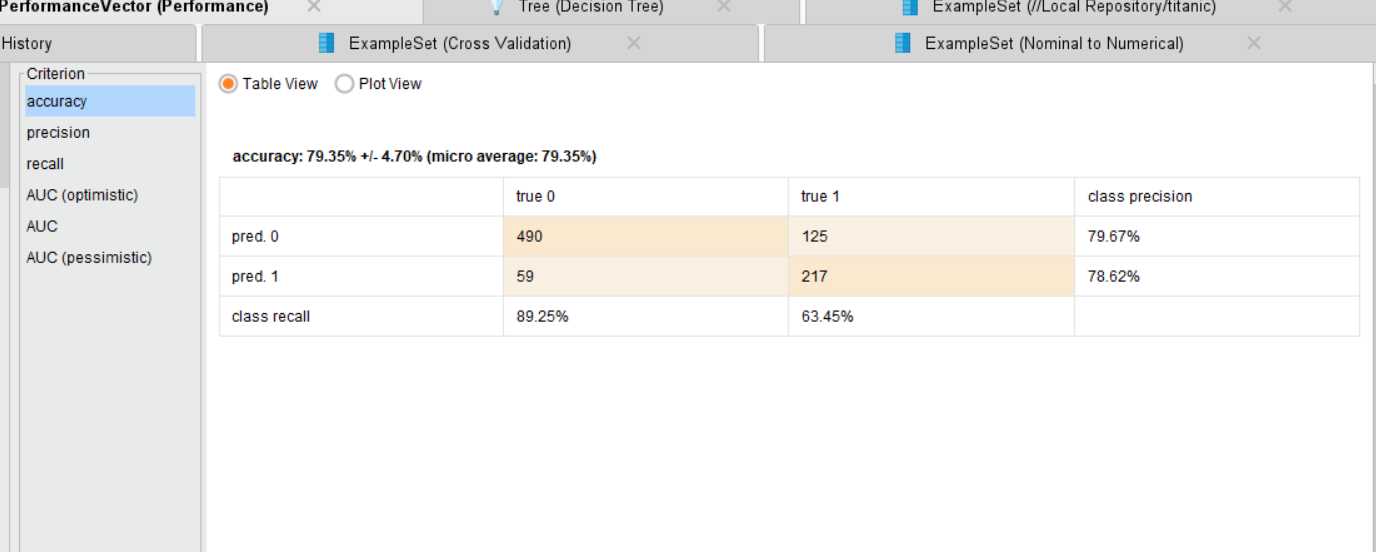 PerformanceVector (Performance) Tree (Decision Tree) ExampleSet (//Local Repository/titanic)
History ExampleSet (Cross Validation) ExampleSet (Nominal to Numerical)
Criterion
accuracy
precision
recall
AUC (optimistic)
AUC
AUC (pessimistic)
Table View Plot View
accuracy: 79.35% +/- 4.70% (micro average: 79.35%)
true 0 true 1 class precision
pred. 0 490 125 79.67%
pred. 1 59 217 78.62%
class recall 89.25% 63.45%